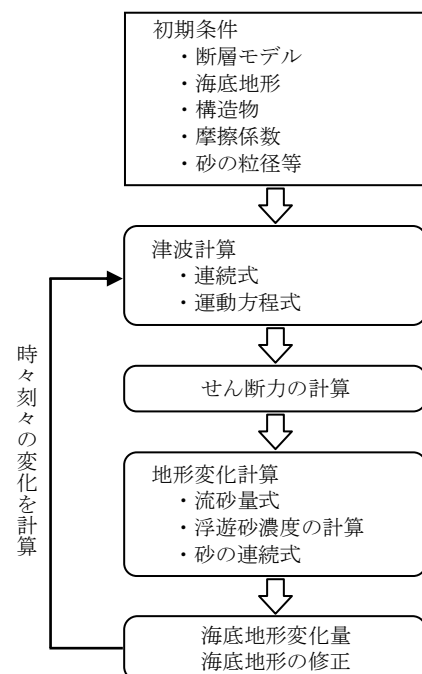 初期条件
・断層モデル
・海底地形
・構造物
・摩擦係数
・砂の粒径等
津波計算
・連続式
・運動方程式
せん断力の計算
地形変化計算
・流砂量式
・浮遊砂濃度の計算
・砂の連続式
海底地形変化量
海底地形の修正
時々刻々の変化を計算